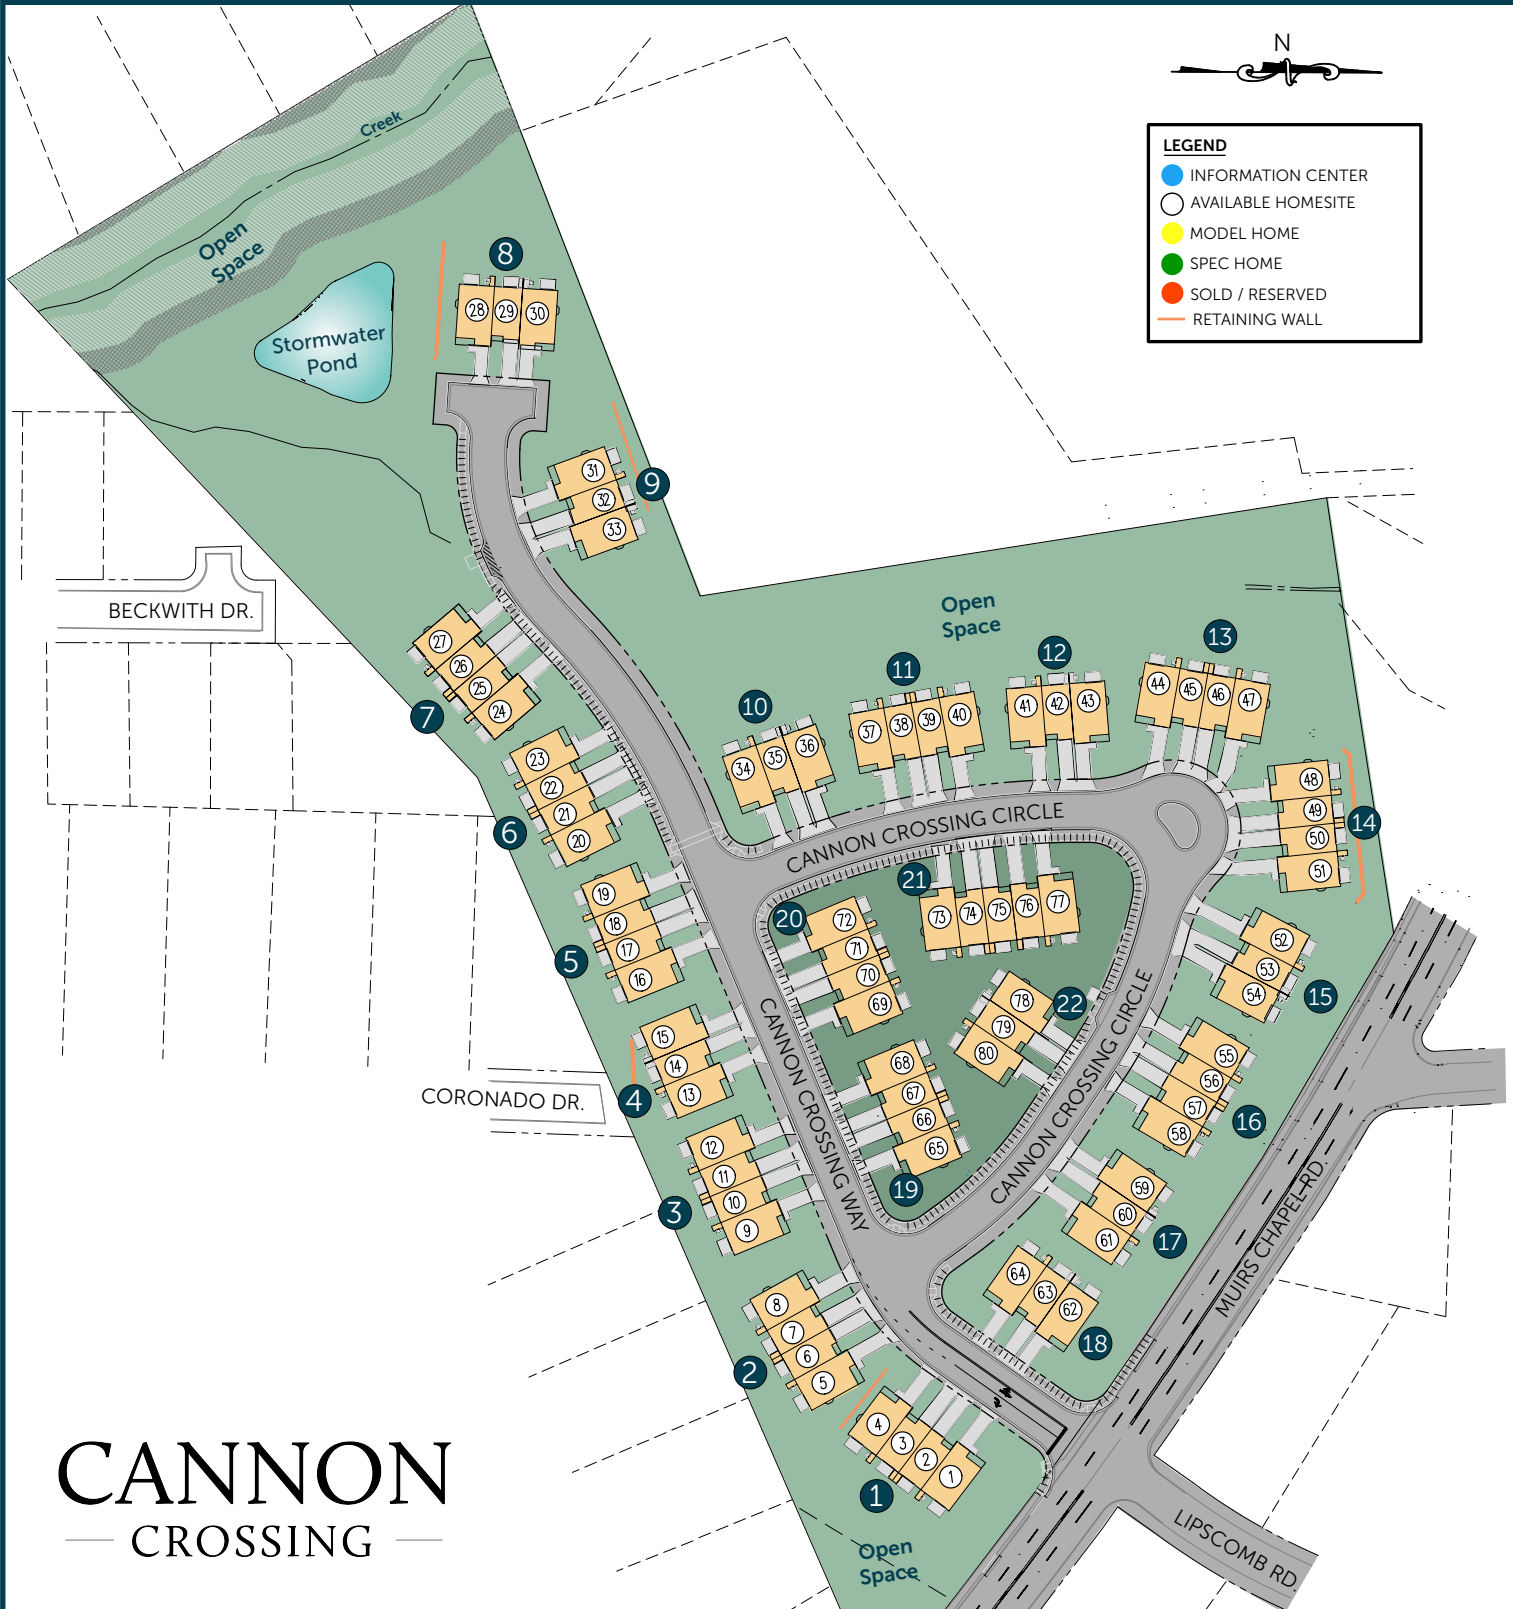 N
LEGEND
INFORMATION CENTER
AVAILABLE HOMESITE
MODEL HOME
SPEC HOME
SOLD / RESERVED
RETAINING WALL
Creek
Open
Space
Stormwater
Pond
8
28 29 30
31
32
33
9
BECKWITH DR.
27
26
25
24
7
Open
Space
10
34 35 36
11
37 38 39 40
12
41 42 43
13
44 45 46 47
48
49
50
51
14
23
22
21
20
6
CANNON CROSSING CIRCLE
19
18
17
16
5
20
72
71
70
69
21
73 74 75 76 77
78
79
80
22
52
53
54
15
CANNON CROSSING WAY
CANNON CROSSING CIRCLE
15
14
13
4
CORONADO DR.
68
67
66
65
19
55
56
57
58
16
12
11
10
9
3
59
60
61
17
MUIRS CHAPEL RD.
64
63
62
18
8
7
6
5
2
4
3
2
1
1
LIPSCOMB RD.
Open
Space
CANNON
CROSSING